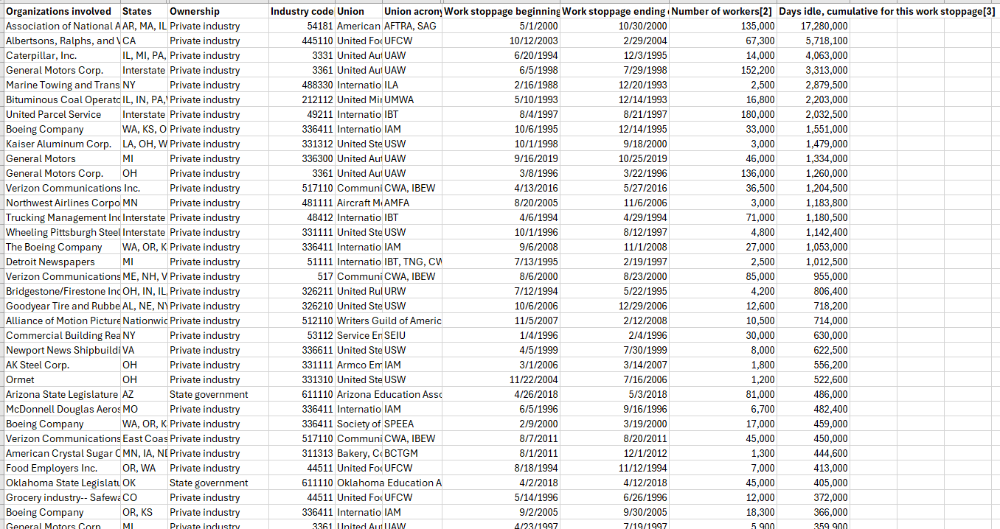 Organizations involved States Ownership Industry code Union Union acrony Work stoppage beginning Work stoppage ending Number of workers[2] Days idle, cumulative for this work stoppage[3]
Association of National A AR, MA, IL Private industry 54181 American AFTRA, SAG 5/1/2000 10/30/2000 135,000 17,280,000
Albertsons, Ralphs, and V CA Private industry 445110 United Foo UFCW 10/12/2003 2/29/2004 67,300 5,718,100
Caterpillar, Inc. IL, MI, PA, Private industry 3331 United Aut UAW 6/20/1994 12/3/1995 14,000 4,063,000
General Motors Corp. Interstate Private industry 3361 United Aut UAW 6/5/1998 7/29/1998 152,200 3,313,000
Marine Towing and Trans NY Private industry 488330 Internatio ILA 2/16/1988 12/20/1993 2,500 2,879,500
Bituminous Coal Operato IL, IN, PA, Private industry 212112 United Min UMWA 5/10/1993 12/14/1993 16,800 2,203,000
United Parcel Service Interstate Private industry 49211 Internatio IBT 8/4/1997 8/21/1997 180,000 2,032,500
Boeing Company WA, KS, O Private industry 336411 Internatio IAM 10/6/1995 12/14/1995 33,000 1,551,000
Kaiser Aluminum Corp. LA, OH, W Private industry 331312 United Ste USW 10/1/1998 9/18/2000 3,000 1,479,000
General Motors MI Private industry 336300 United Aut UAW 9/16/2019 10/25/2019 46,000 1,334,000
General Motors Corp. OH Private industry 3361 United Aut UAW 3/8/1996 3/22/1996 136,000 1,260,000
Verizon Communications Inc. Private industry 517110 Communi CWA, IBEW 4/13/2016 5/27/2016 36,500 1,204,500
Northwest Airlines Corpo MN Private industry 481111 Aircraft Me AMFA 8/20/2005 11/6/2006 3,000 1,183,800
Trucking Management Inc Interstate Private industry 48412 Internatio IBT 4/6/1994 4/29/1994 71,000 1,180,500
Wheeling Pittsburgh Steel Interstate Private industry 331111 United Ste USW 10/1/1996 8/12/1997 4,800 1,142,400
The Boeing Company WA, OR, K Private industry 336411 Internatio IAM 9/6/2008 11/1/2008 27,000 1,053,000
Detroit Newspapers MI Private industry 51111 Internatio IBT, TNG, CW 7/13/1995 2/19/1997 2,500 1,012,500
Verizon Communications ME, NH, V Private industry 517 Communi CWA, IBEW 8/6/2000 8/23/2000 85,000 955,000
Bridgestone/Firestone Inc OH, IN, IL, Private industry 326211 United Rul URW 7/12/1994 5/22/1995 4,200 806,400
Goodyear Tire and Rubbe AL, NE, NY Private industry 326210 United Ste USW 10/6/2006 12/29/2006 12,600 718,200
Alliance of Motion Picture Nationwid Private industry 512110 Writers Guild of Americ 11/5/2007 2/12/2008 10,500 714,000
Commercial Building Rea NY Private industry 53112 Service En SEIU 1/4/1996 2/4/1996 30,000 630,000
Newport News Shipbuildi VA Private industry 336611 United Ste USW 4/5/1999 7/30/1999 8,000 622,500
AK Steel Corp. OH Private industry 331111 Armco Em IAM 3/1/2006 3/14/2007 1,800 556,200
Ormet OH Private industry 331310 United Ste USW 11/22/2004 7/16/2006 1,200 522,600
Arizona State Legislature AZ State government 611110 Arizona Education Asso 4/26/2018 5/3/2018 81,000 486,000
McDonnell Douglas Aeros MO Private industry 336411 Internatio IAM 6/5/1996 9/16/1996 6,700 482,400
Boeing Company WA, OR, K Private industry 336411 Society of SPEEA 2/9/2000 3/19/2000 17,000 459,000
Verizon Communications East Coas Private industry 517110 Communi CWA, IBEW 8/7/2011 8/20/2011 45,000 450,000
American Crystal Sugar C MN, IA, ND Private industry 311313 Bakery, Co BCTGM 8/1/2011 12/1/2012 1,300 444,600
Food Employers Inc. OR, WA Private industry 44511 United Foo UFCW 8/18/1994 11/12/1994 7,000 413,000
Oklahoma State Legislatu OK State government 611110 Oklahoma Education A 4/2/2018 4/12/2018 45,000 405,000
Grocery industry-- Safewa CO Private industry 44511 United Foo UFCW 5/14/1996 6/26/1996 12,000 372,000
Boeing Company OR, KS Private industry 336411 Internatio IAM 9/2/2005 9/30/2005 18,300 366,000
General Motors Corp. MI Private industry 3361 United Aut UAW 4/23/1997 7/19/1997 5,900 359,900